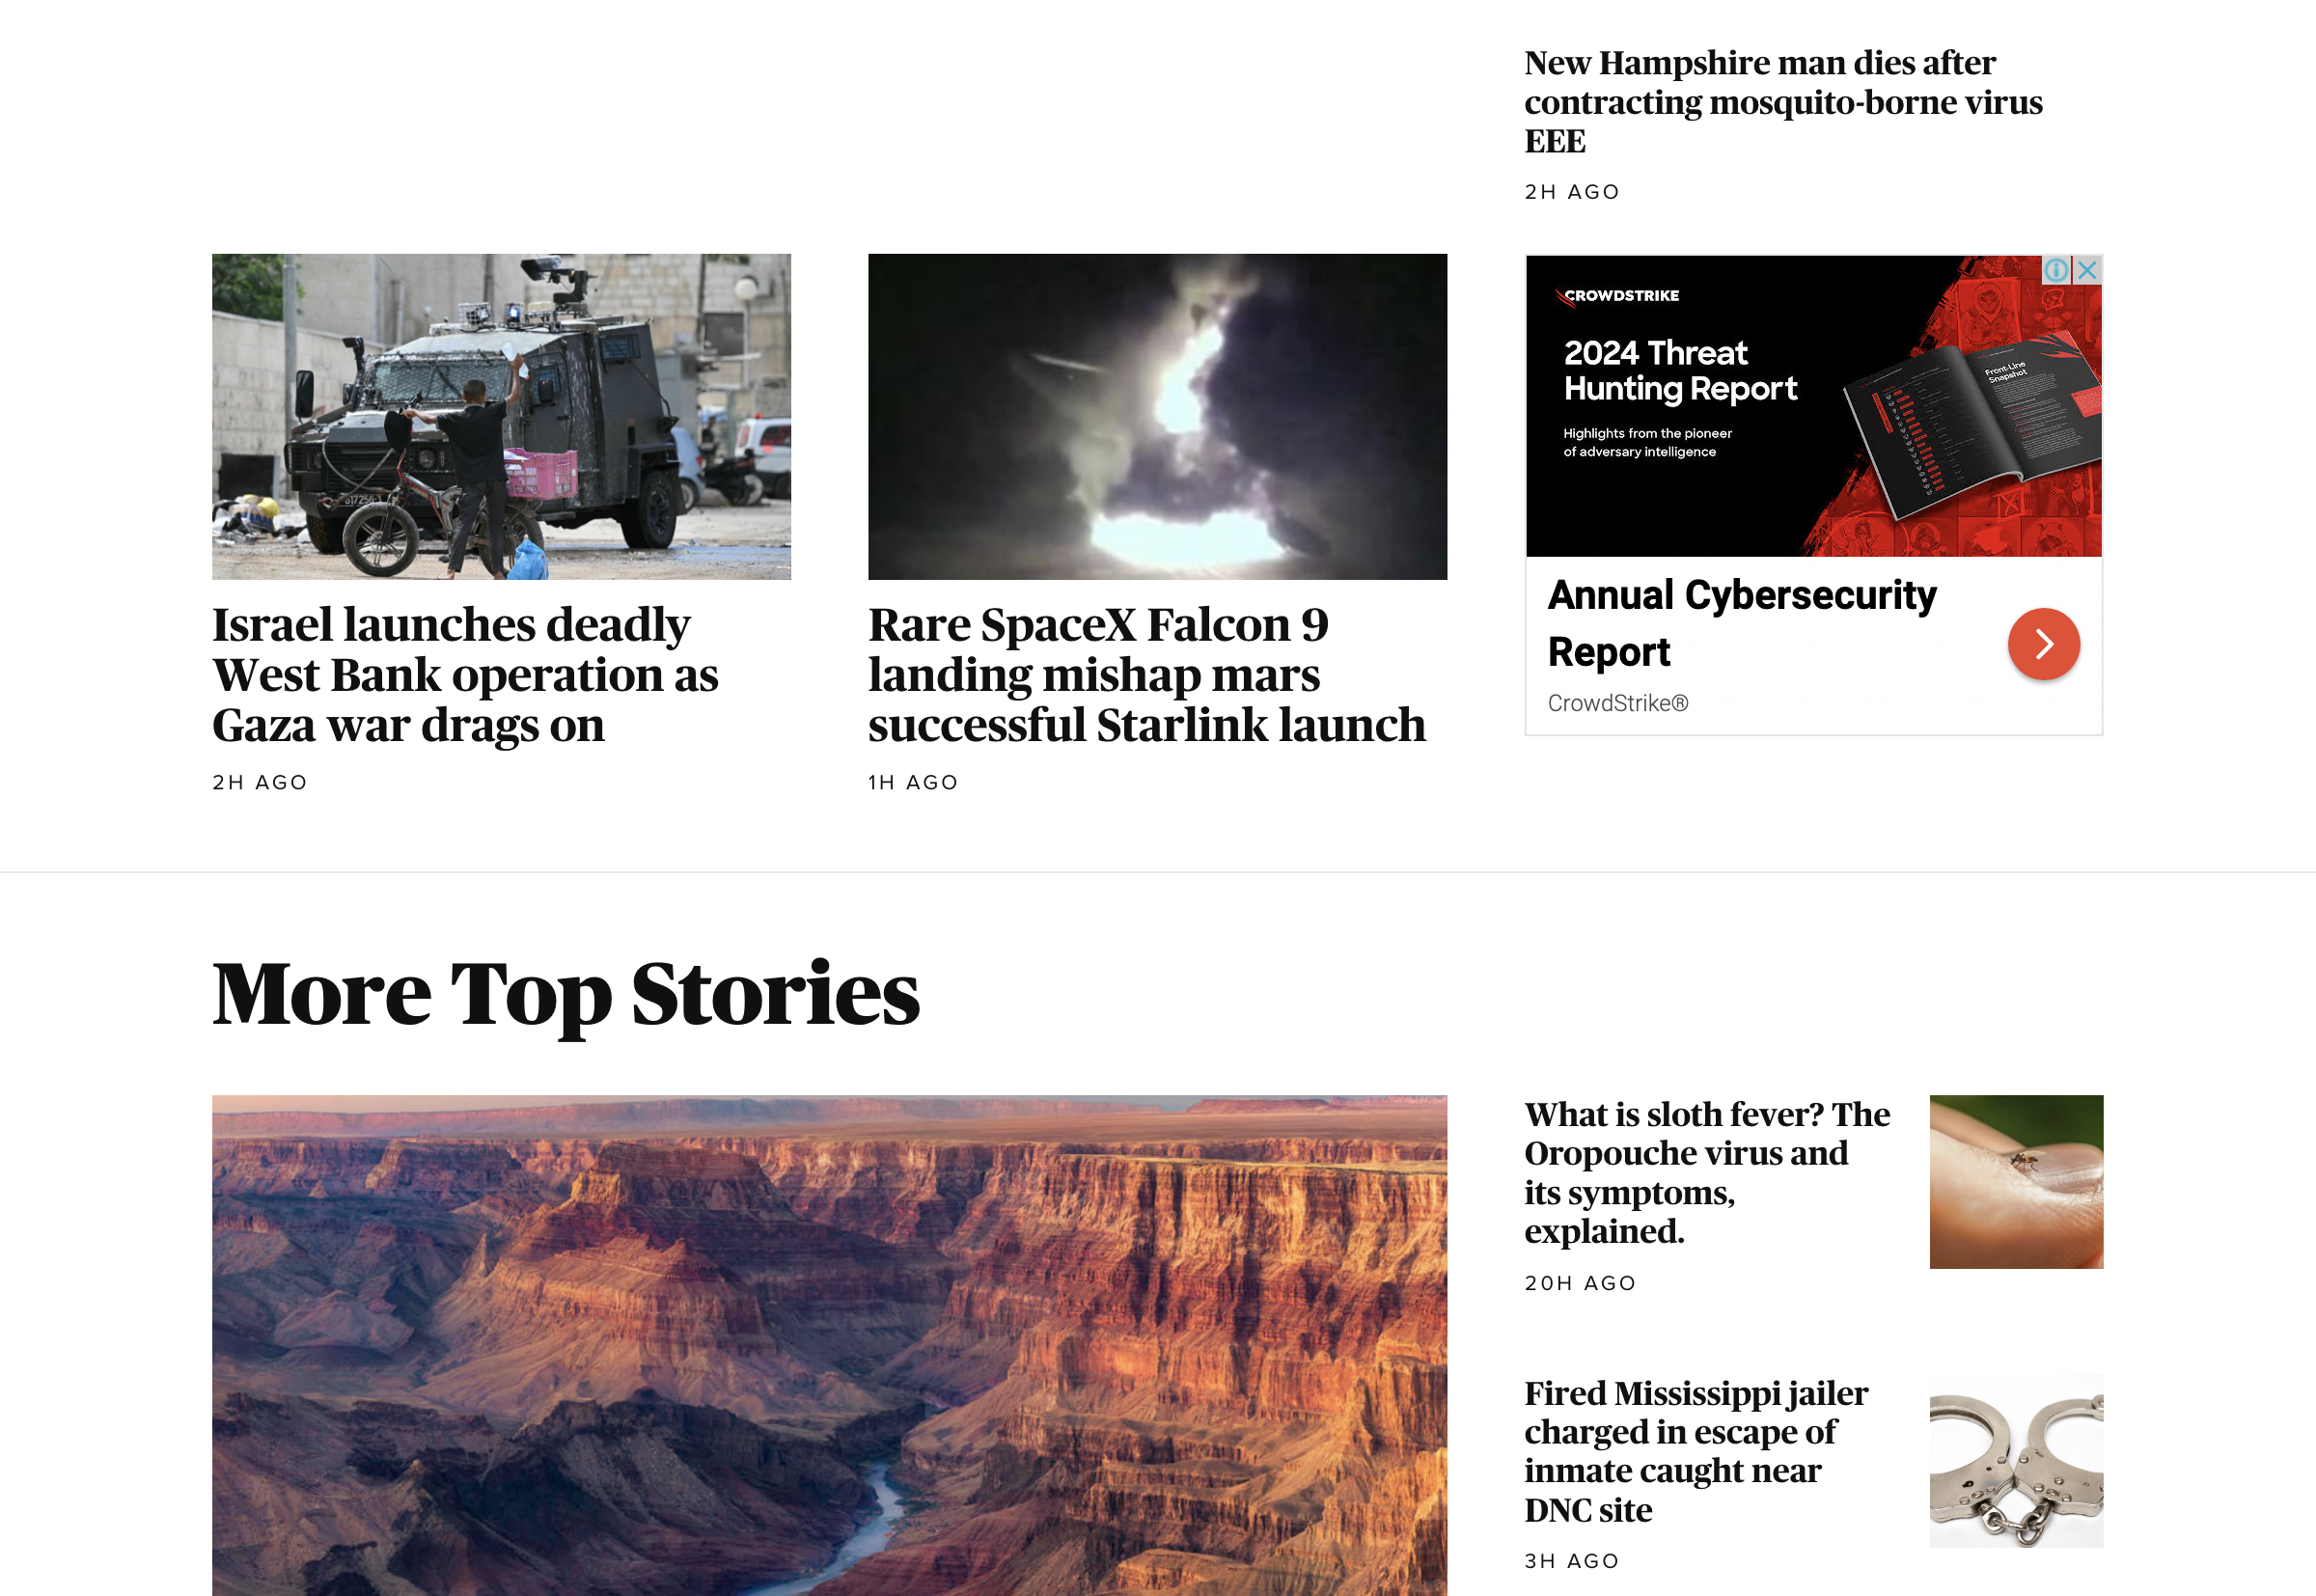 New Hampshire man dies after
contracting mosquito-borne virus
EEE
2H AGO
Israel launches deadly
West Bank operation as
Gaza war drags on
2H AGO
Rare SpaceX Falcon 9
landing mishap mars
successful Starlink launch
1H AGO
CROWDSTRIKE
2024 Threat
Hunting Report
Highlights from the pioneer
of adversary intelligence
Front-Line
Snapshot
Annual Cybersecurity
Report
CrowdStrike®
More Top Stories
What is sloth fever? The
Oropouche virus and
its symptoms,
explained.
20H AGO
Fired Mississippi jailer
charged in escape of
inmate caught near
DNC site
3H AGO